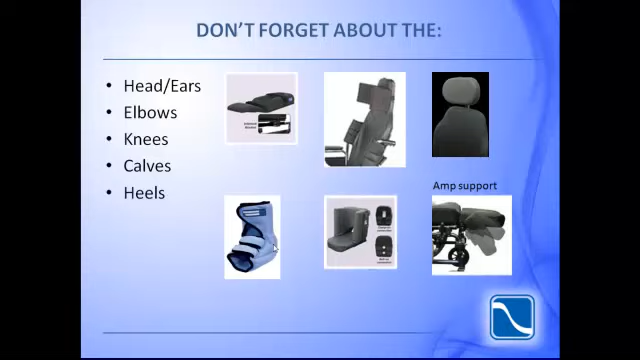 DON'T FORGET ABOUT THE:
• Head/Ears
• Elbows
• Knees
• Calves
• Heels
Amp support